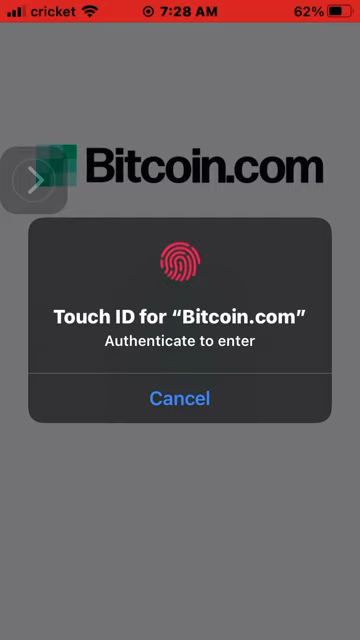 cricket 7:28 AM 62%
Bitcoin.com
Touch ID for “Bitcoin.com”
Authenticate to enter
Cancel